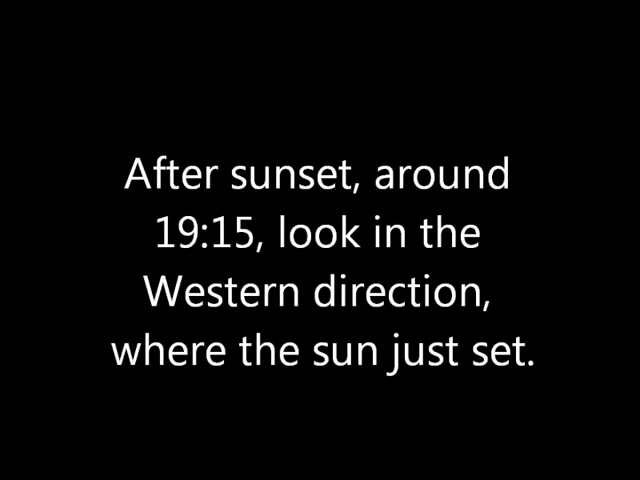 After sunset, around
19:15, look in the
Western direction,
where the sun just set.